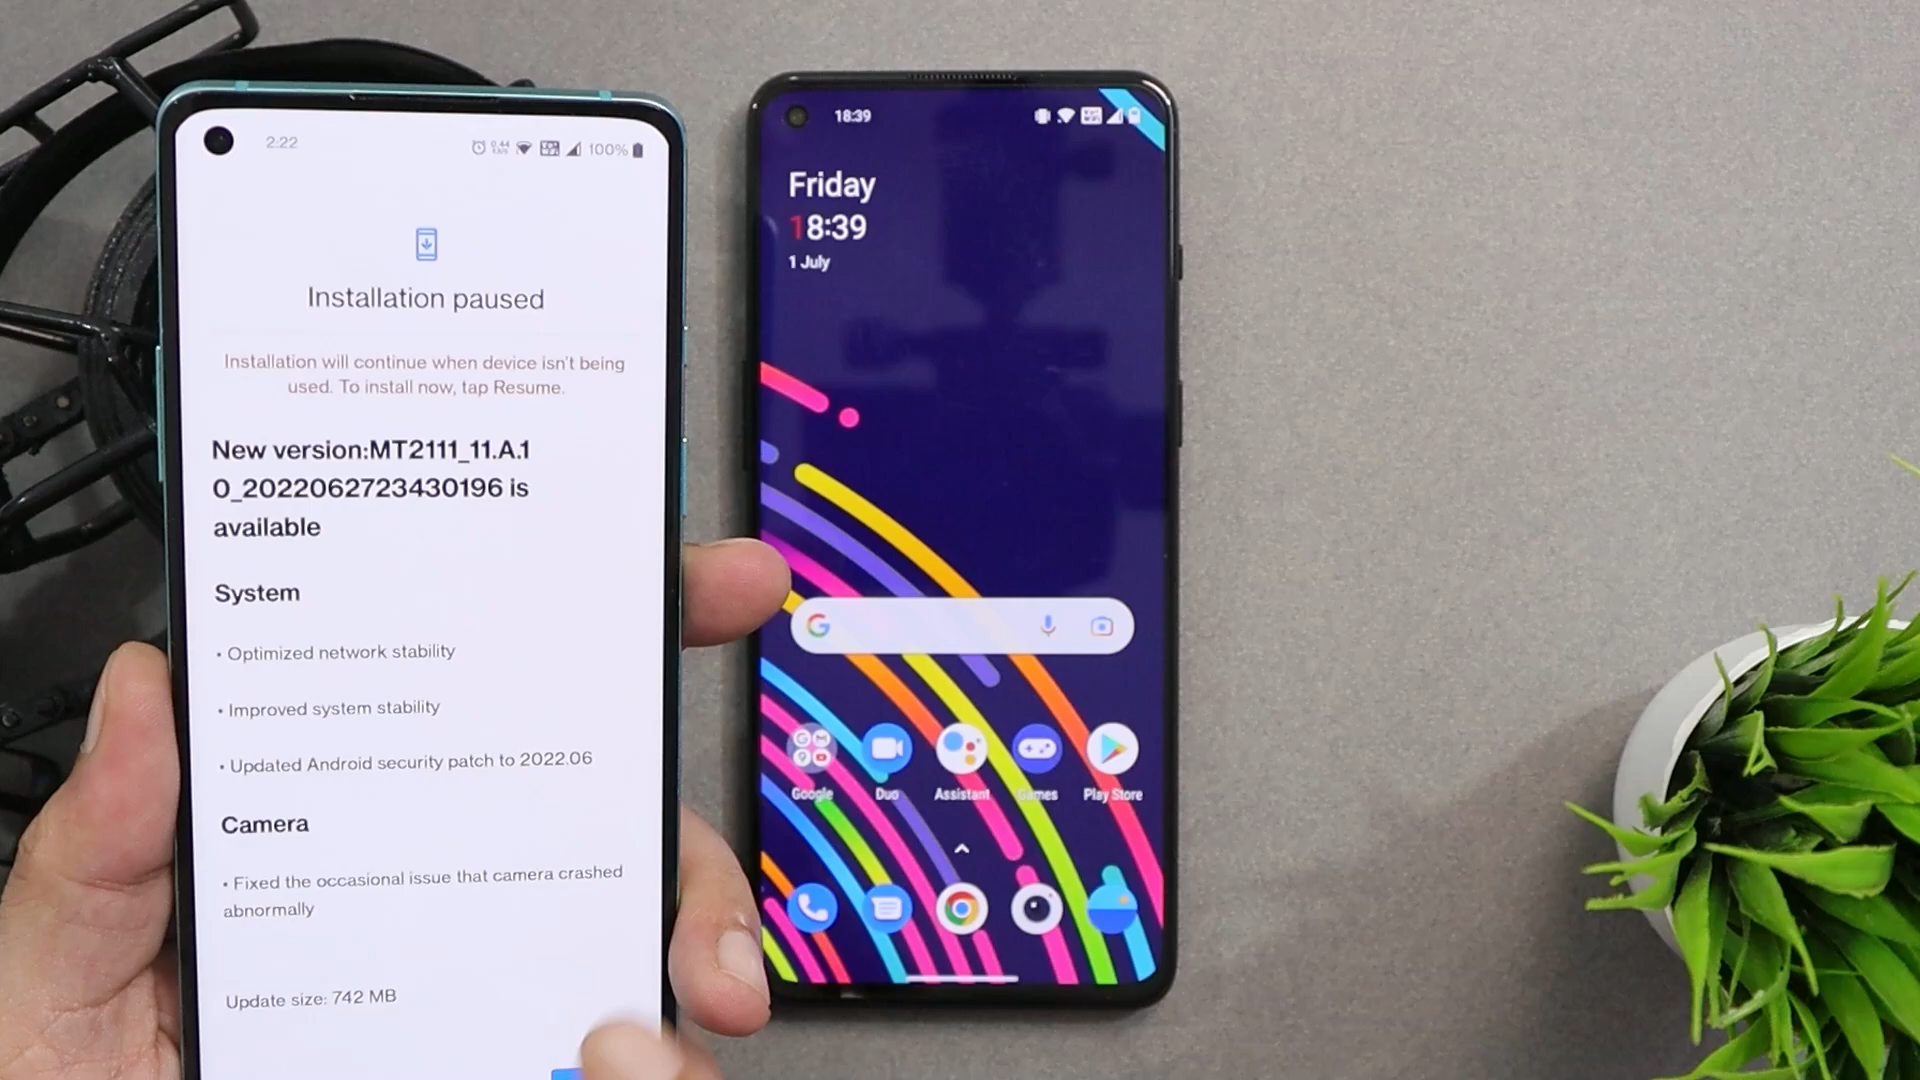 2:22
100%
Installation paused
Installation will continue when device isn't being
used. To install now, tap Resume.
New version:MT2111_11.A.1
0_2022062723430196 is
available
System
• Optimized network stability
• Improved system stability
• Updated Android security patch to 2022.06
Camera
• Fixed the occasional issue that camera crashed
abnormally
Update size: 742 MB
18:39
Friday
18:39
1 July
Google Duo Assistant Games Play Store